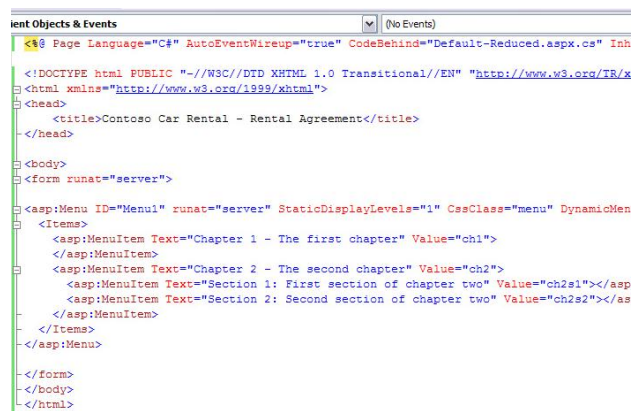 ient Objects & Events
(No Events)
<%@ Page Language="C#" AutoEventWireup="true" CodeBehind="Default-Reduced.aspx.cs" Inh
<!DOCTYPE html PUBLIC "-//W3C//DTD XHTML 1.0 Transitional//EN" "http://www.w3.org/TR/x
<html xmlns="http://www.w3.org/1999/xhtml">
<head>
<title>Contoso Car Rental - Rental Agreement</title>
</head>
<body>
<form runat="server">
<asp:Menu ID="Menu1" runat="server" StaticDisplayLevels="1" CssClass="menu" DynamicMen
<Items>
<asp:MenuItem Text="Chapter 1 - The first chapter" Value="ch1">
</asp:MenuItem>
<asp:MenuItem Text="Chapter 2 - The second chapter" Value="ch2">
<asp:MenuItem Text="Section 1: First section of chapter two" Value="ch2s1"></asp
<asp:MenuItem Text="Section 2: Second section of chapter two" Value="ch2s2"></as
</asp:MenuItem>
</Items>
</asp:Menu>
</form>
</body>
</html>